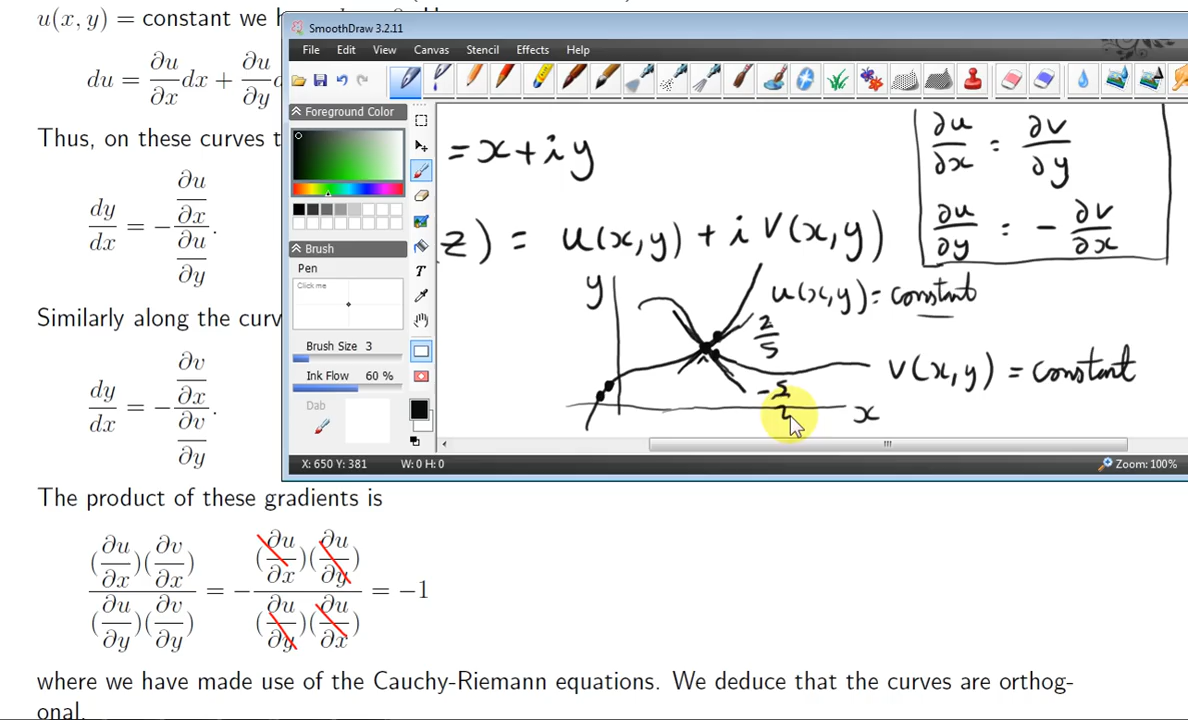 u(x, y) = constant we h
du = ∂u/∂x dx + ∂u/∂y
Thus, on these curves t
dy/dx = − (∂u/∂x)/(∂u/∂y).
Similarly along the curv
dy/dx = − (∂v/∂x)/(∂v/∂y).
The product of these gradients is
(∂u/∂x)(∂v/∂x) / (∂u/∂y)(∂v/∂y) = − (∂u/∂x)(∂u/∂y) / (∂u/∂y)(∂u/∂x) = −1
where we have made use of the Cauchy-Riemann equations. We deduce that the curves are orthog-
onal.
SmoothDraw 3.2.11
File Edit View Canvas Stencil Effects Help
Foreground Color
Brush
Pen
Click me
Brush Size 3
Ink Flow 60 %
Dab
X: 650 Y: 381 W: 0 H: 0
Zoom: 100%
= x + i y
z) = u(x,y) + i V(x,y)
∂u/∂x = ∂v/∂y
∂u/∂y = - ∂v/∂x
y
u(x,y) = constant
2/5
V(x,y) = constant
-5/2
x